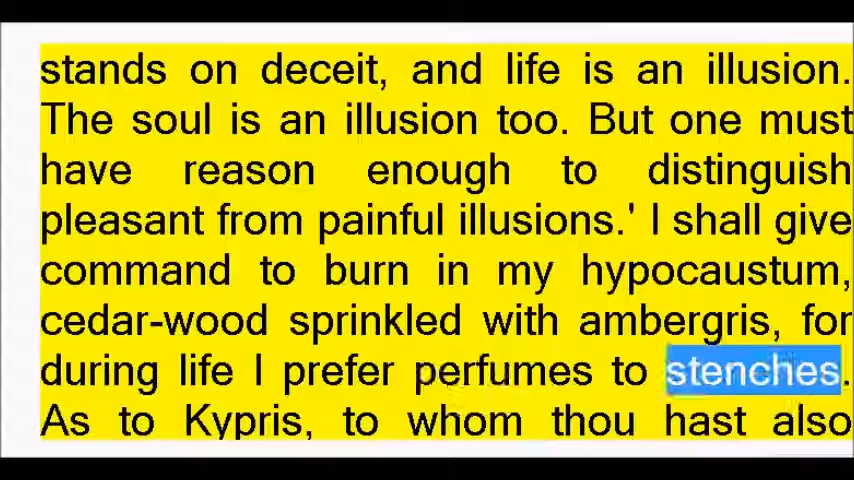 stands on deceit, and life is an illusion.
The soul is an illusion too. But one must
have reason enough to distinguish
pleasant from painful illusions.' I shall give
command to burn in my hypocaustum,
cedar-wood sprinkled with ambergris, for
during life I prefer perfumes to stenches.
As to Kypris, to whom thou hast also